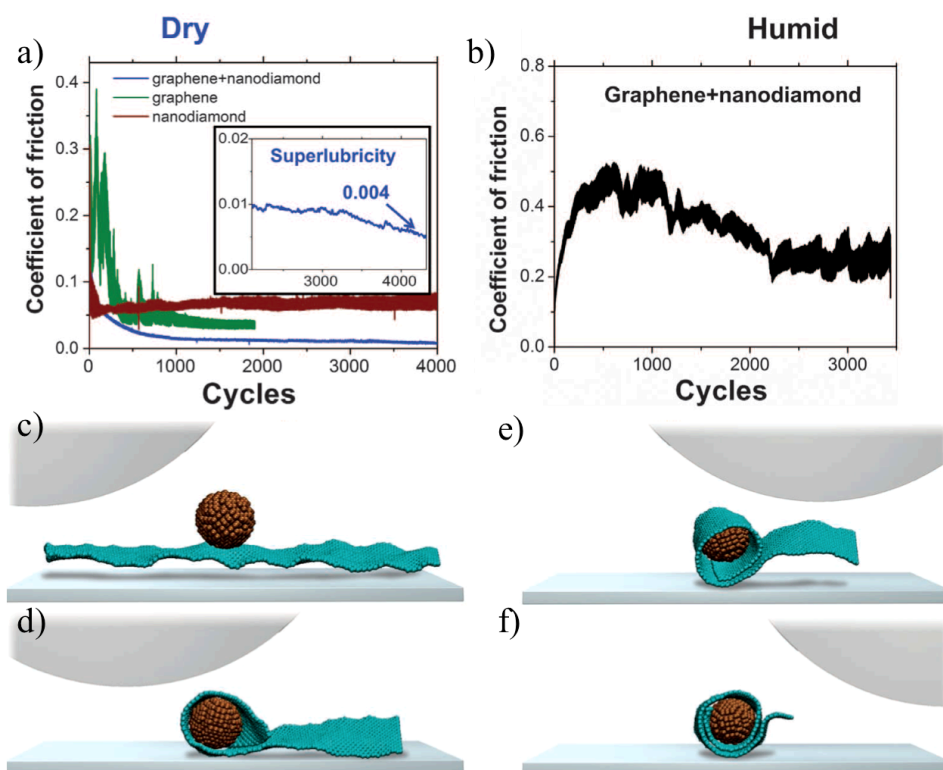 Dry
Humid
a)
b)
graphene+nanodiamond
graphene
nanodiamond
Superlubricity
0.004
0.02
0.01
0.00
3000
4000
0.4
0.3
0.2
0.1
0.0
0
1000
2000
3000
4000
Coefficient of friction
Cycles
Graphene+nanodiamond
0.8
0.6
0.4
0.2
0.0
0
1000
2000
3000
Coefficient of friction
Cycles
c)
e)
d)
f)